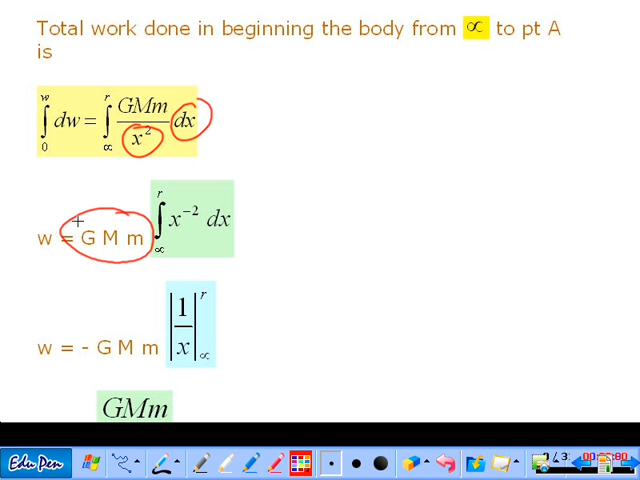 Total work done in beginning the body from ∝ to pt A
is
∫₀ʷ dw = ∫∝ʳ GMm/x² dx
w = G M m ∫∝ʳ x⁻² dx
w = - G M m |1/x|∝ʳ
GMm
Edu Pen